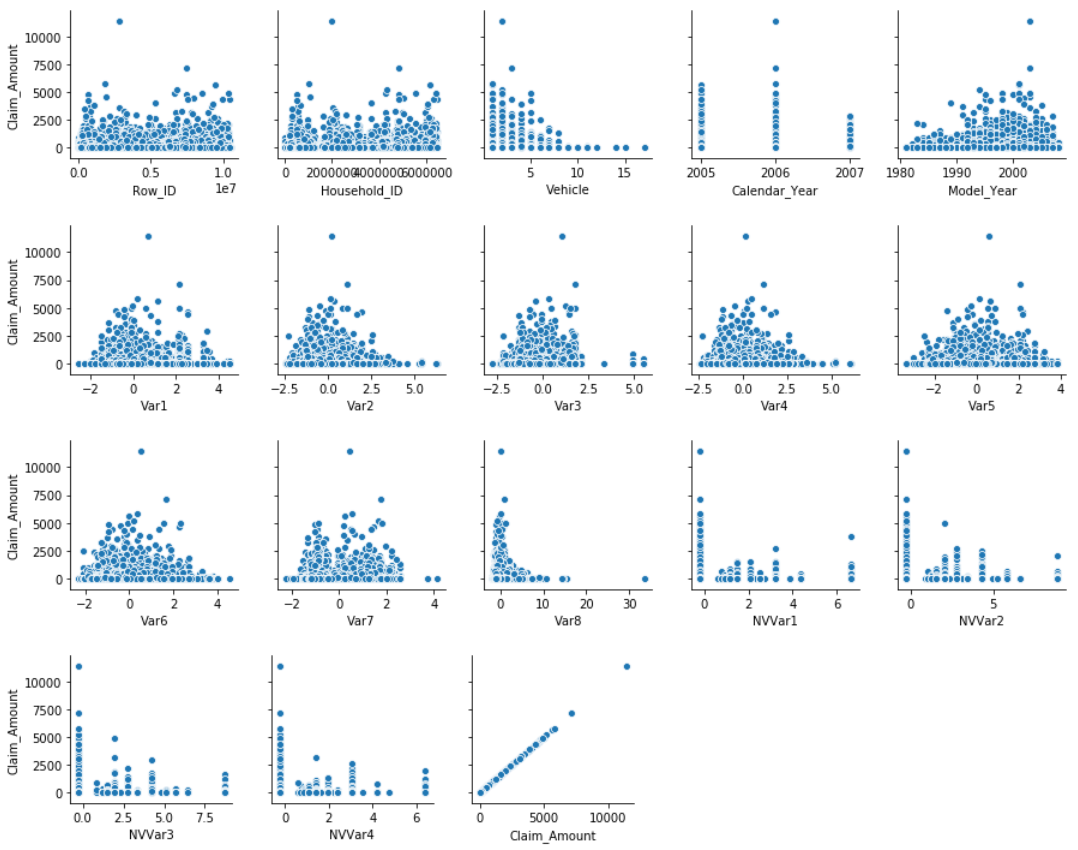 10000
7500
5000
2500
0
Claim_Amount
0.0 0.5 1.0
1e7
Row_ID
0 2000000 4000000 6000000
Household_ID
5 10 15
Vehicle
2005 2006 2007
Calendar_Year
1980 1990 2000
Model_Year
10000
7500
5000
2500
0
Claim_Amount
−2 0 2 4
Var1
−2.5 0.0 2.5 5.0
Var2
−2.5 0.0 2.5 5.0
Var3
−2.5 0.0 2.5 5.0
Var4
−2 0 2 4
Var5
10000
7500
5000
2500
0
Claim_Amount
−2 0 2 4
Var6
−2 0 2 4
Var7
0 10 20 30
Var8
0 2 4 6
NVVar1
0 5
NVVar2
10000
7500
5000
2500
0
Claim_Amount
0.0 2.5 5.0 7.5
NVVar3
0 2 4 6
NVVar4
0 5000 10000
Claim_Amount